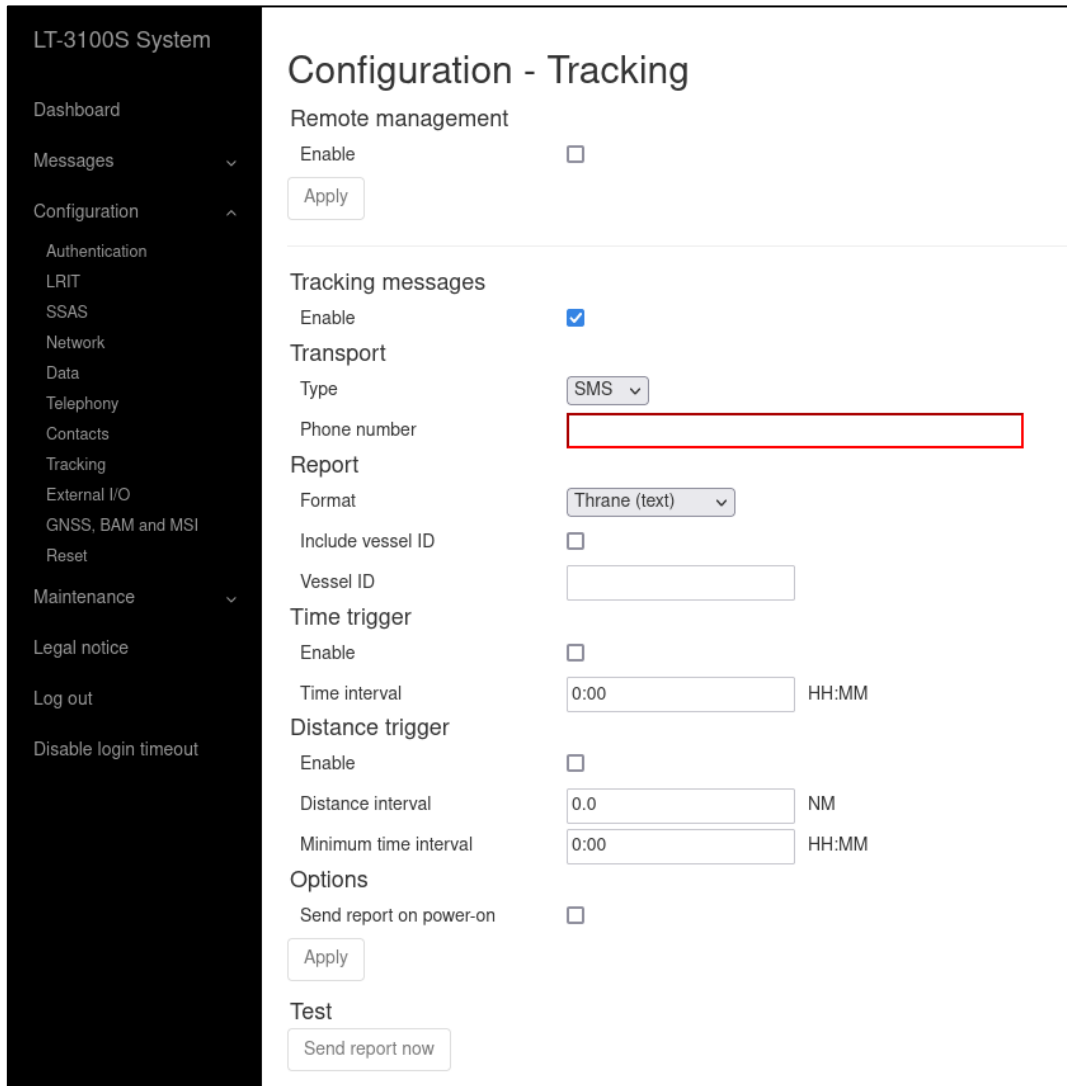 LT-3100S System
Dashboard
Messages
Configuration
Authentication
LRIT
SSAS
Network
Data
Telephony
Contacts
Tracking
External I/O
GNSS, BAM and MSI
Reset
Maintenance
Legal notice
Log out
Disable login timeout
Configuration - Tracking
Remote management
Enable
Apply
Tracking messages
Enable
Transport
Type SMS
Phone number
Report
Format Thrane (text)
Include vessel ID
Vessel ID
Time trigger
Enable
Time interval 0:00 HH:MM
Distance trigger
Enable
Distance interval 0.0 NM
Minimum time interval 0:00 HH:MM
Options
Send report on power-on
Apply
Test
Send report now